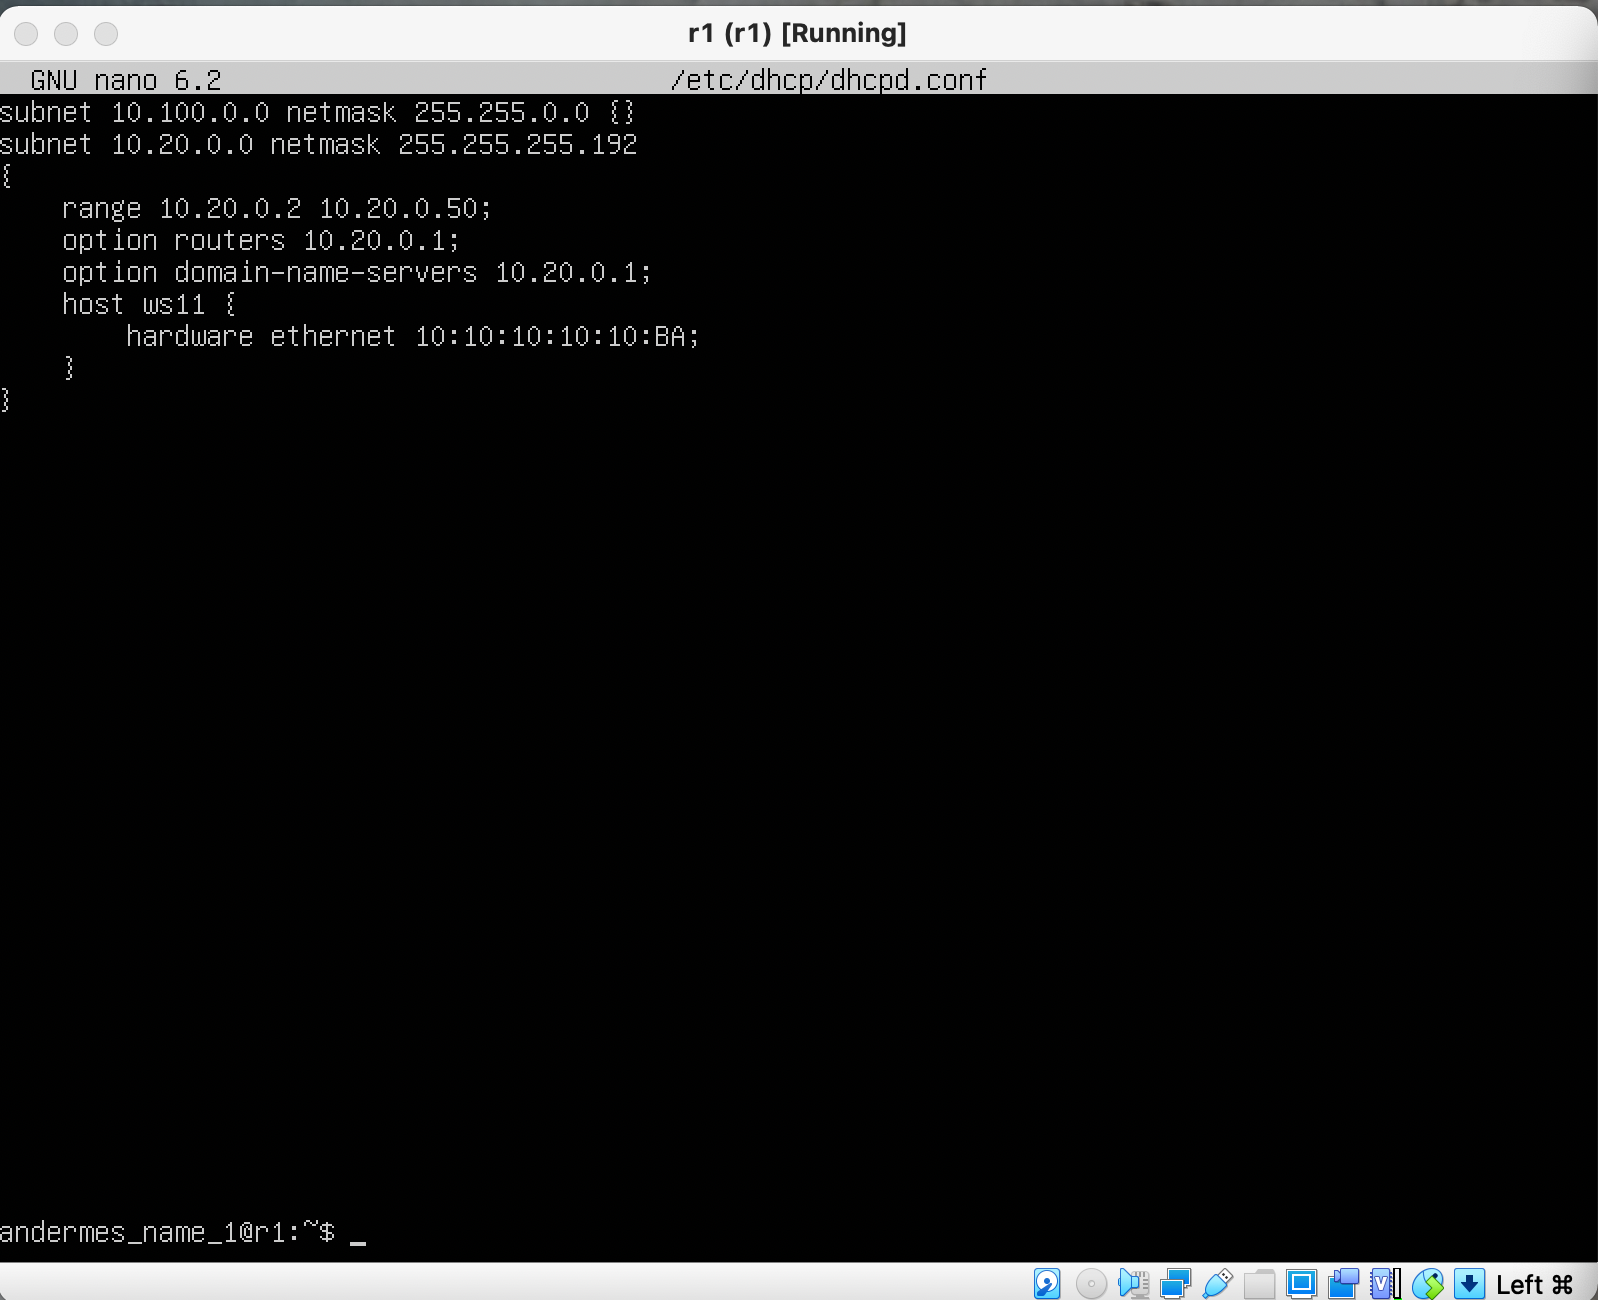 r1 (r1) [Running]
GNU nano 6.2 /etc/dhcp/dhcpd.conf
subnet 10.100.0.0 netmask 255.255.0.0 {}
subnet 10.20.0.0 netmask 255.255.255.192
{
    range 10.20.0.2 10.20.0.50;
    option routers 10.20.0.1;
    option domain-name-servers 10.20.0.1;
    host ws11 {
        hardware ethernet 10:10:10:10:10:BA;
    }
}
andermes_name_1@r1:~$ _
Left ⌘